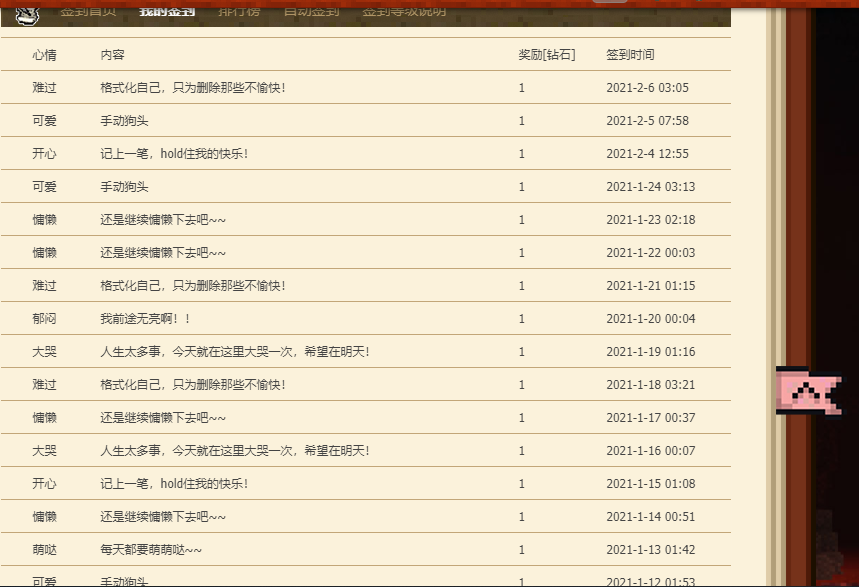 签到首页 我的签到 排行榜 自动签到 签到等级说明
心情 内容 奖励[钻石] 签到时间
难过 格式化自己，只为删除那些不愉快！ 1 2021-2-6 03:05
可爱 手动狗头 1 2021-2-5 07:58
开心 记上一笔，hold住我的快乐！ 1 2021-2-4 12:55
可爱 手动狗头 1 2021-1-24 03:13
慵懒 还是继续慵懒下去吧~~ 1 2021-1-23 02:18
慵懒 还是继续慵懒下去吧~~ 1 2021-1-22 00:03
难过 格式化自己，只为删除那些不愉快！ 1 2021-1-21 01:15
郁闷 我前途无亮啊！！ 1 2021-1-20 00:04
大哭 人生太多事，今天就在这里大哭一次，希望在明天！ 1 2021-1-19 01:16
难过 格式化自己，只为删除那些不愉快！ 1 2021-1-18 03:21
慵懒 还是继续慵懒下去吧~~ 1 2021-1-17 00:37
大哭 人生太多事，今天就在这里大哭一次，希望在明天！ 1 2021-1-16 00:07
开心 记上一笔，hold住我的快乐！ 1 2021-1-15 01:08
慵懒 还是继续慵懒下去吧~~ 1 2021-1-14 00:51
萌哒 每天都要萌萌哒~~ 1 2021-1-13 01:42
可爱 手动狗头 1 2021-1-12 01:53